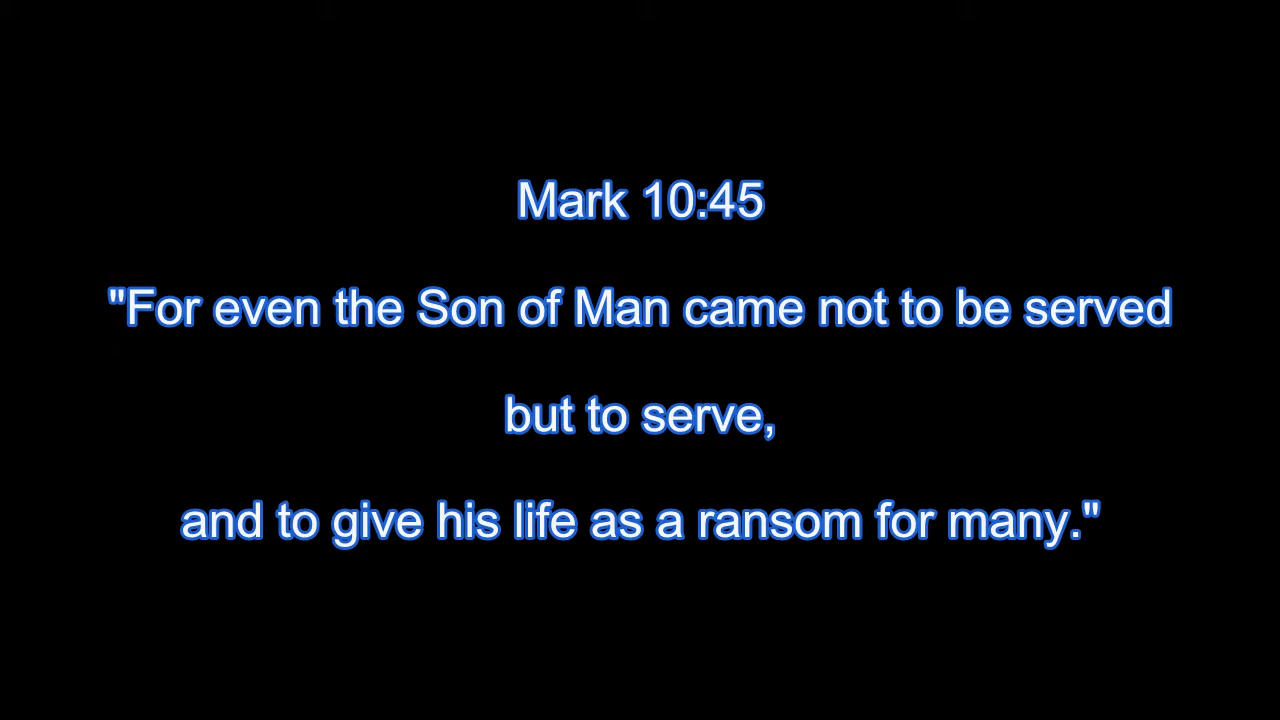 Mark 10:45
"For even the Son of Man came not to be served
but to serve,
and to give his life as a ransom for many."